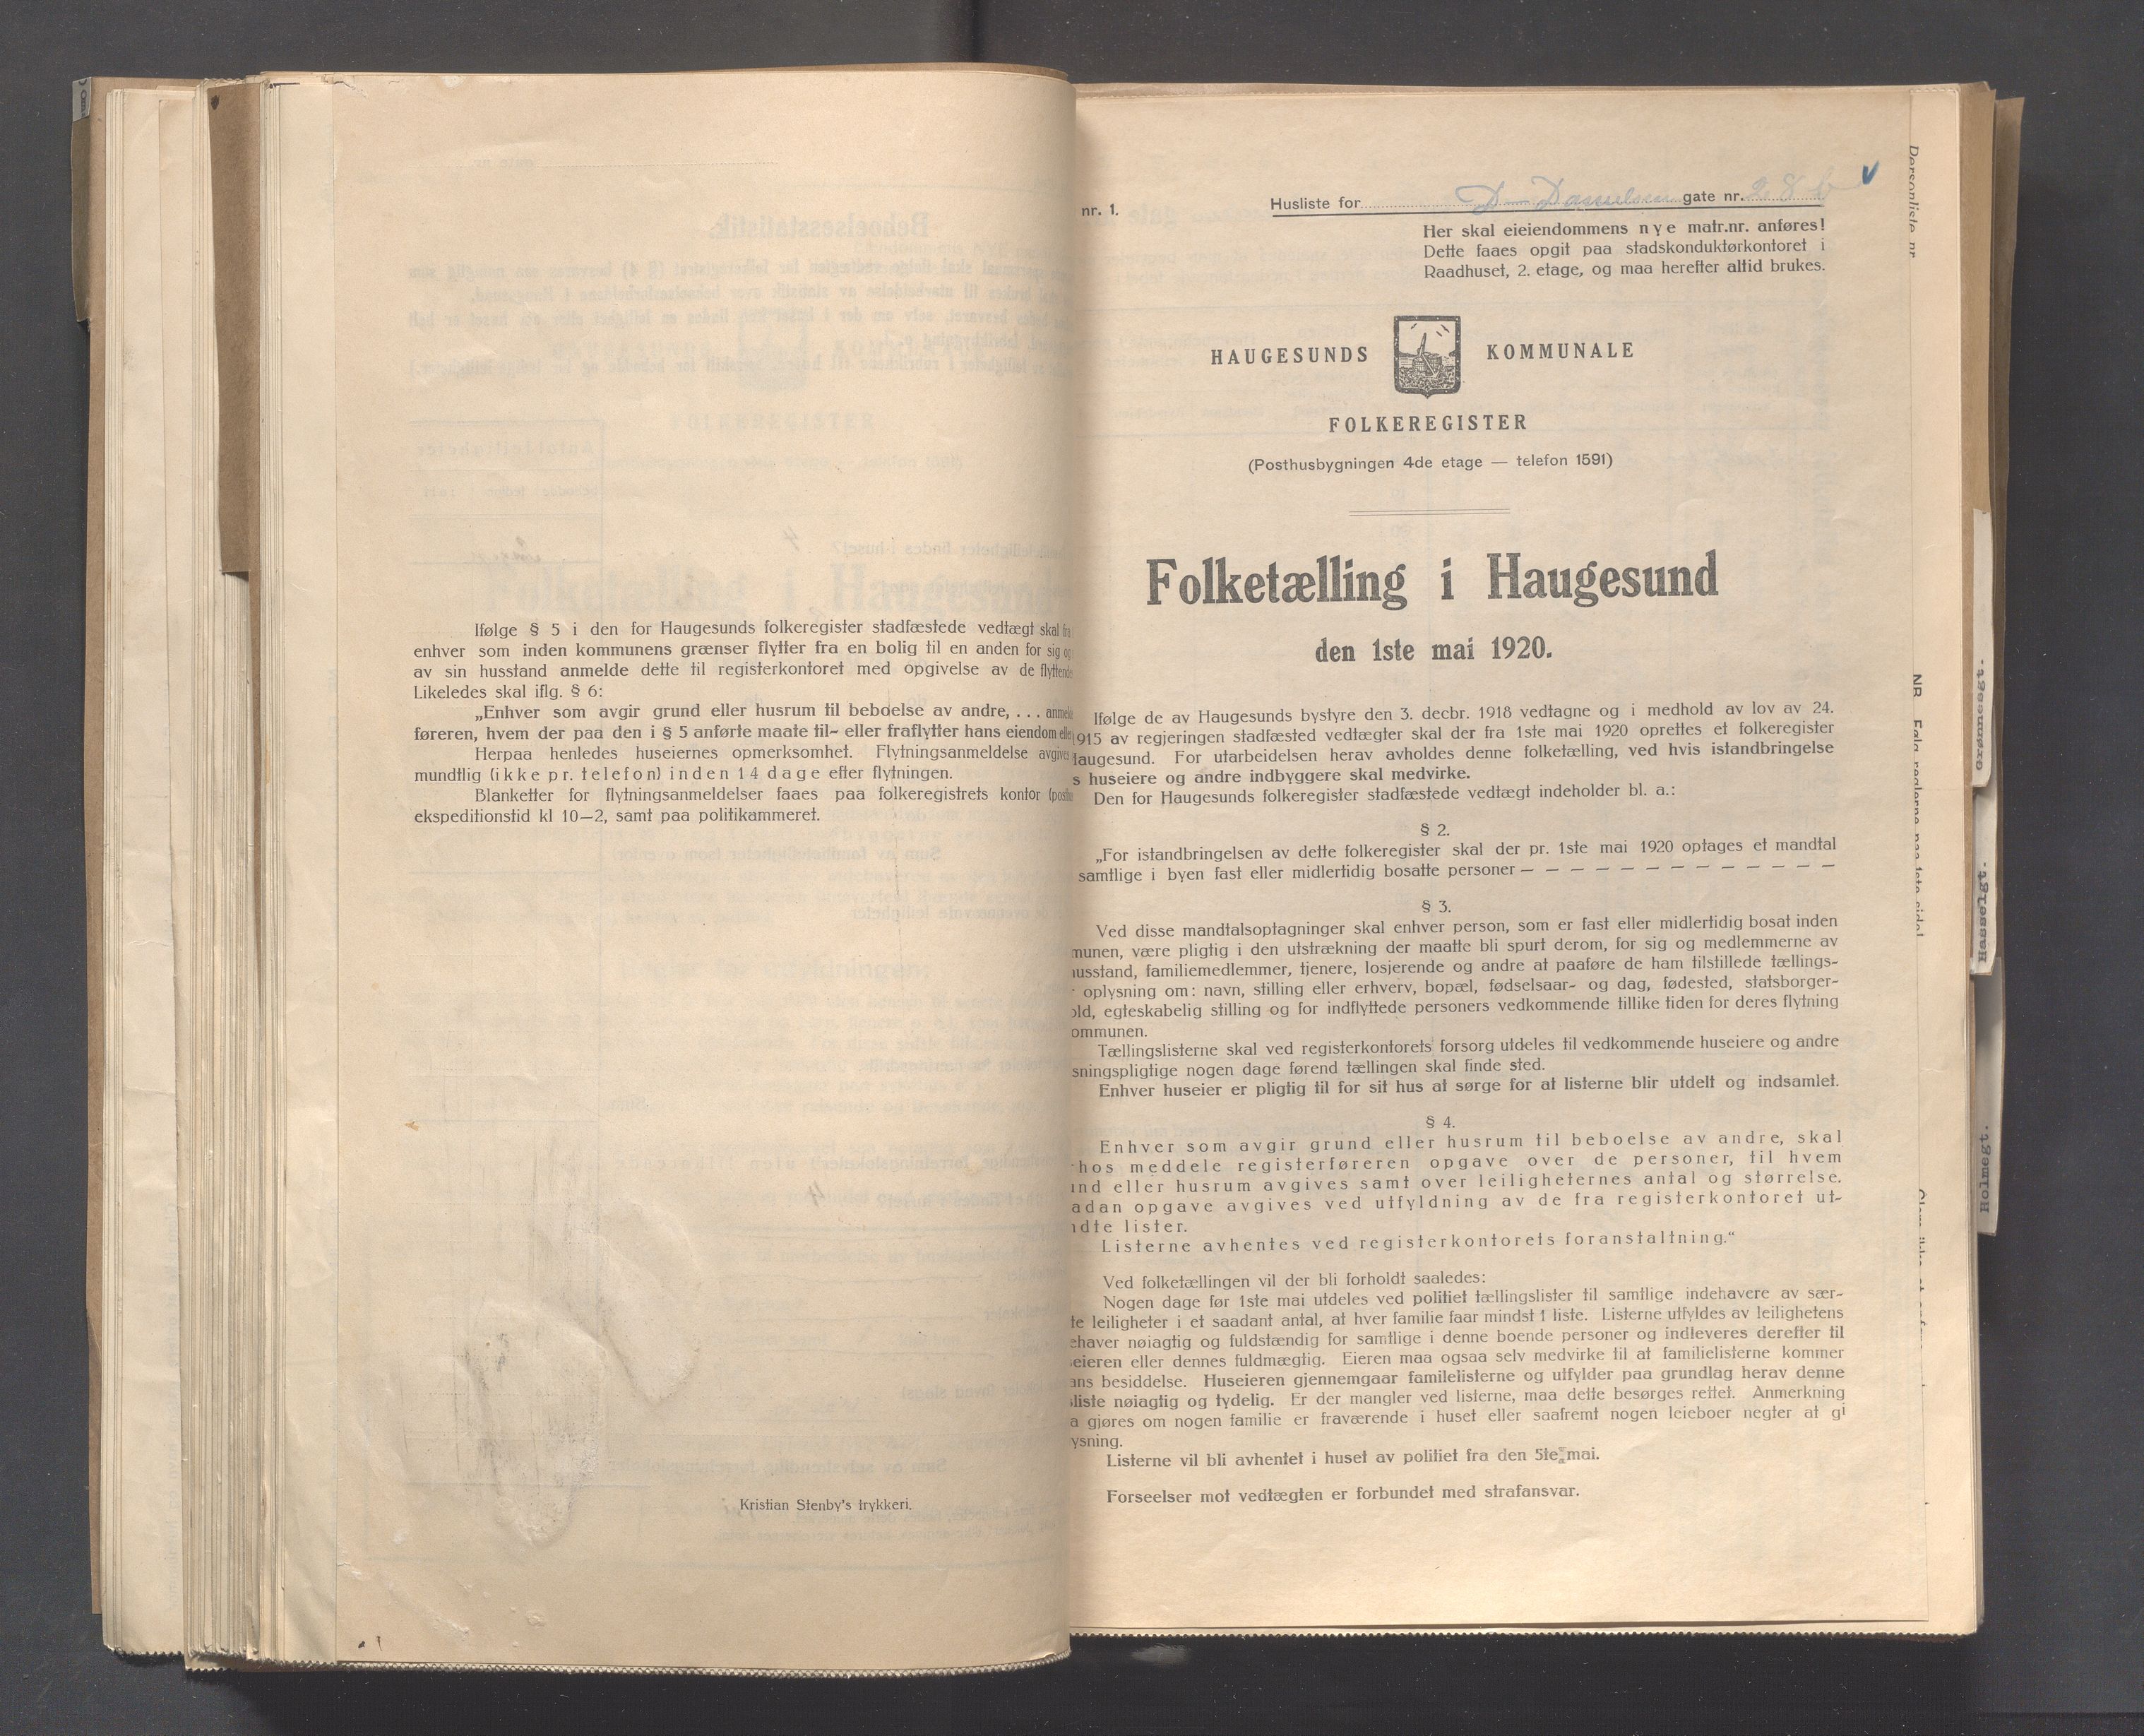 Ifølge § 5 i den for Haugesunds folkeregister stadfæstede vedtægt skal fra
enhver som inden kommunens grænser flytter fra en bolig til en anden for sig og
av sin husstand anmelde dette til registerkontoret med opgivelse av de flyttende
Likeledes skal iflg. § 6:
„Enhver som avgir grund eller husrum til beboelse av andre, . . . anmelde
føreren, hvem der paa den i § 5 anførte maate til- eller fraflytter hans eiendom eller
Herpaa henledes huseiernes opmerksomhet. Flytningsanmeldelse avgives
mundtlig (ikke pr. telefon) inden 14 dage efter flytningen.
Blanketter for flytningsanmeldelser faaes paa folkeregistrets kontor (posthu
ekspeditionstid kl 10—2, samt paa politikammeret.
Kristian Stenby's trykkeri.
nr. 1.
Husliste for D Danielsen gate nr. 28 b
Her skal eieiendommens nye matr.nr. anføres!
Dette faaes opgit paa stadskonduktørkontoret i
Raadhuset, 2. etage, og maa herefter altid brukes.
HAUGESUNDS KOMMUNALE
FOLKEREGISTER
(Posthusbygningen 4de etage — telefon 1591)
Folketælling i Haugesund
den 1ste mai 1920.
Ifølge de av Haugesunds bystyre den 3. decbr. 1918 vedtagne og i medhold av lov av 24.
1915 av regjeringen stadfæsted vedtægter skal der fra 1ste mai 1920 oprettes et folkeregister
Haugesund. For utarbeidelsen herav avholdes denne folketælling, ved hvis istandbringelse
s huseiere og andre indbyggere skal medvirke.
Den for Haugesunds folkeregister stadfæstede vedtægt indeholder bl. a.:
§ 2.
„For istandbringelsen av dette folkeregister skal der pr. 1ste mai 1920 optages et mandtal
samtlige i byen fast eller midlertidig bosatte personer — — — — — — — — — — — — — —
§ 3.
Ved disse mandtalsoptagninger skal enhver person, som er fast eller midlertidig bosat inden
munen, være pligtig i den utstrækning der maatte bli spurt derom, for sig og medlemmerne av
usstand, familiemedlemmer, tjenere, losjerende og andre at paaføre de ham tilstillede tællings-
r oplysning om: navn, stilling eller erhverv, bopæl, fødselsaar- og dag, fødested, statsborger-
old, egteskabelig stilling og for indflyttede personers vedkommende tillike tiden for deres flytning
ommunen.
Tællingslisterne skal ved registerkontorets forsorg utdeles til vedkommende huseiere og andre
sningspligtige nogen dage førend tællingen skal finde sted.
Enhver huseier er pligtig til for sit hus at sørge for at listerne blir utdelt og indsamlet.
§ 4.
Enhver som avgir grund eller husrum til beboelse av andre, skal
rhos meddele registerføreren opgave over de personer, til hvem
und eller husrum avgives samt over leiligheternes antal og størrelse.
adan opgave avgives ved utfyldning av de fra registerkontoret ut-
ndte lister.
Listerne avhentes ved registerkontorets foranstaltning.“
Ved folketællingen vil der bli forholdt saaledes:
Nogen dage før 1ste mai utdeles ved politiet tællingslister til samtlige indehavere av sær-
te leiligheter i et saadant antal, at hver familie faar mindst 1 liste. Listerne utfyldes av leilighetens
ehaver nøiagtig og fuldstændig for samtlige i denne boende personer og indleveres derefter til
eieren eller dennes fuldmægtig. Eieren maa ogsaa selv medvirke til at familielisterne kommer
ans besiddelse. Huseieren gjennemgaar familelisterne og utfylder paa grundlag herav denne
liste nøiagtig og tydelig. Er der mangler ved listerne, maa dette besørges rettet. Anmerkning
a gjøres om nogen familie er fraværende i huset eller saafremt nogen leieboer negter at gi
ysning.
Listerne vil bli avhentet i huset av politiet fra den 5te mai.
Forseelser mot vedtægten er forbundet med strafansvar.
Personliste nr
Grønnesgt.
Hasselgt.
Holmegt.